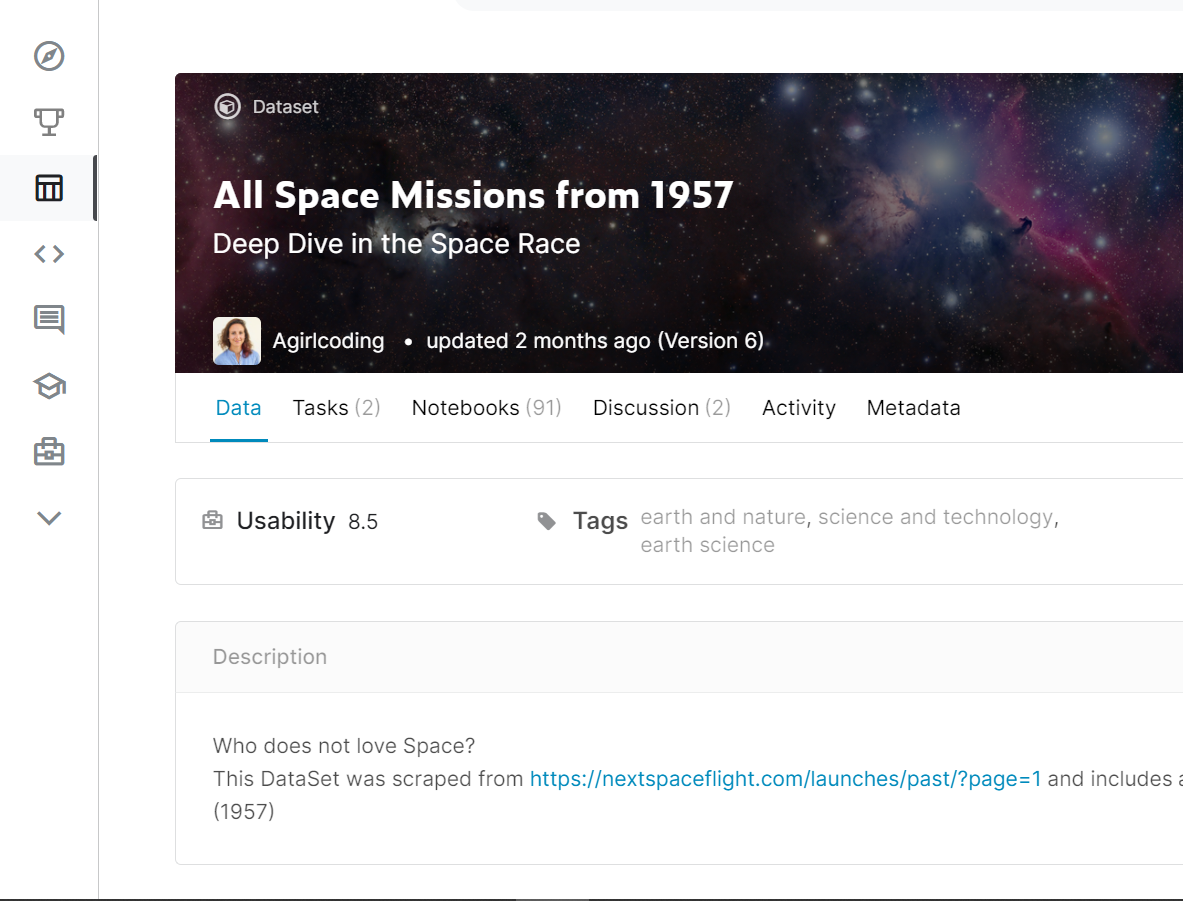 Dataset
All Space Missions from 1957
Deep Dive in the Space Race
Agirlcoding • updated 2 months ago (Version 6)
Data Tasks (2) Notebooks (91) Discussion (2) Activity Metadata
Usability 8.5 Tags earth and nature, science and technology,
earth science
Description
Who does not love Space?
This DataSet was scraped from https://nextspaceflight.com/launches/past/?page=1 and includes
(1957)